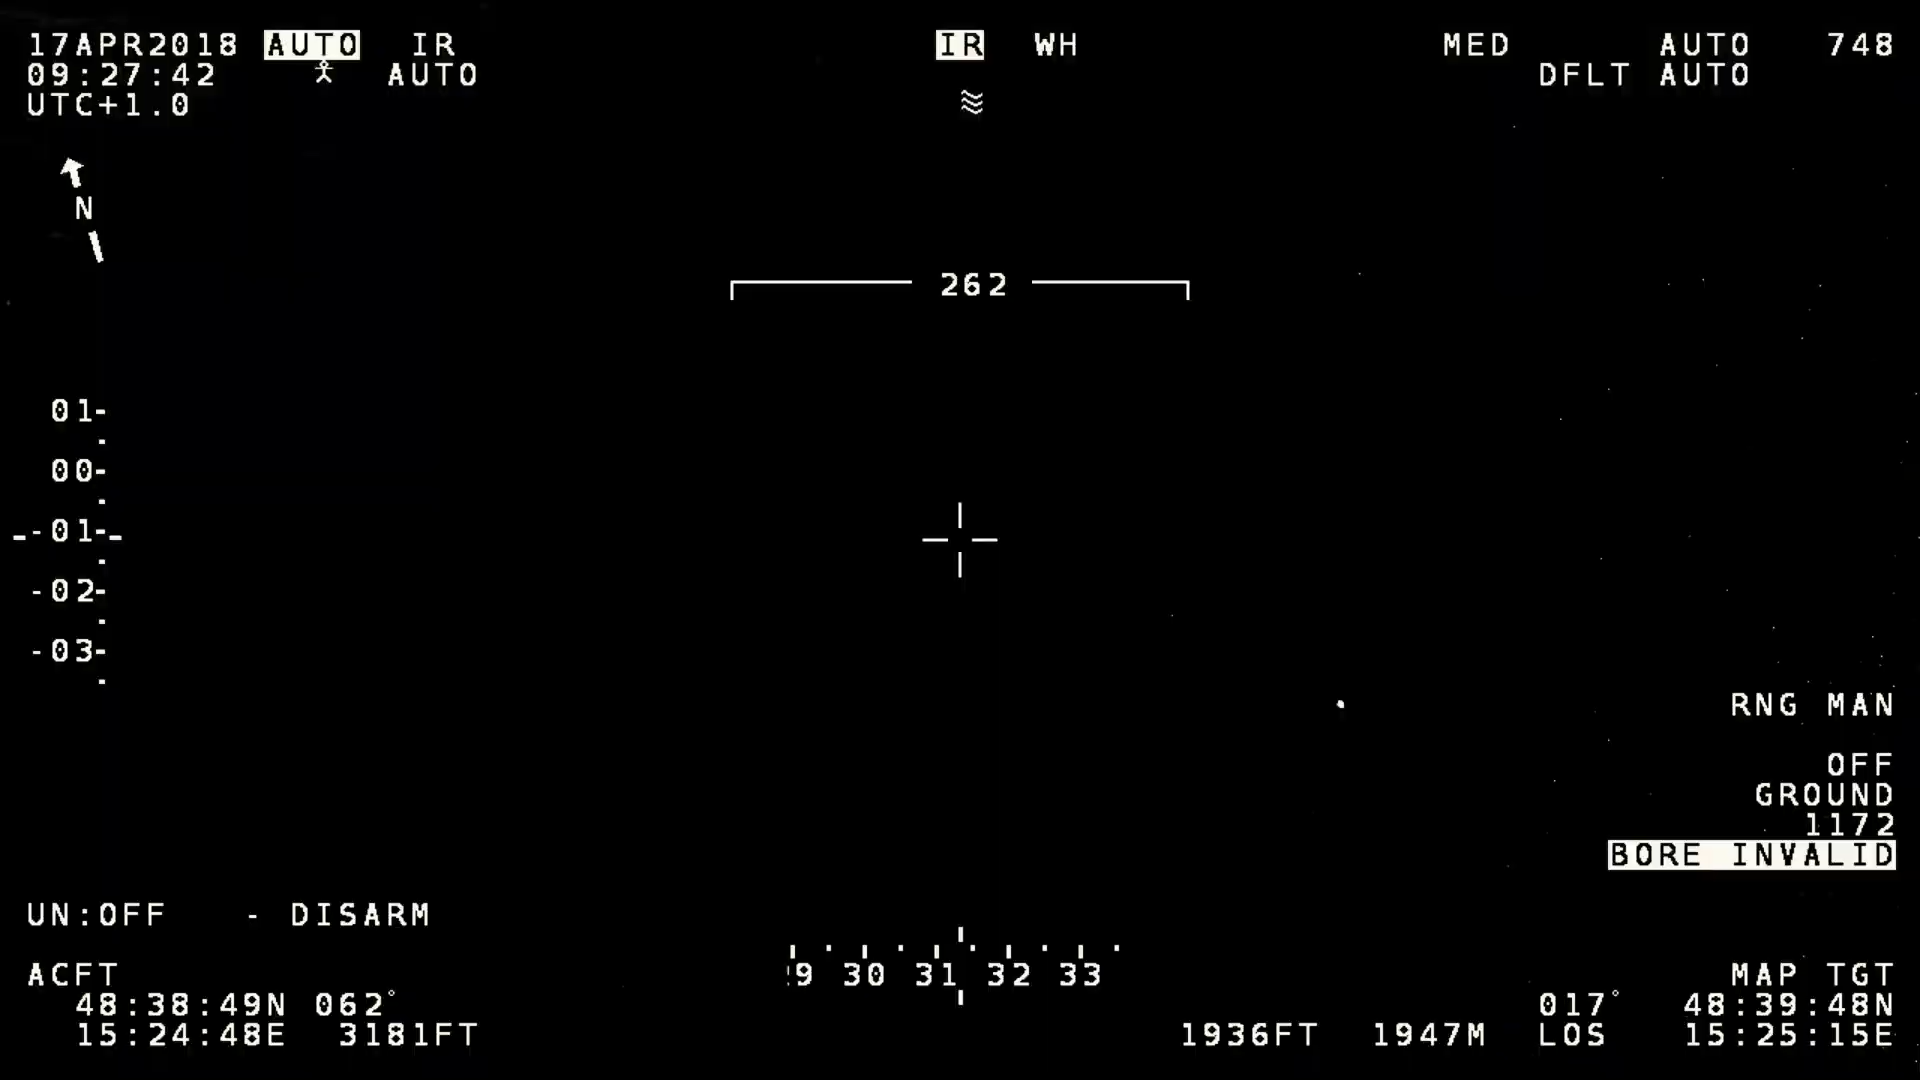 17APR2018 AUTO IR IR WH MED AUTO 748
09:27:42 AUTO DFLT AUTO
UTC+1.0
N
262
01-
00-
-01-
-02-
-03-
RNG MAN
OFF
GROUND
1172
BORE INVALID
UN:OFF - DISARM
30 31 32 33
ACFT MAP TGT
48:38:49N 062° 017° 48:39:48N
15:24:48E 3181FT 1936FT 1947M LOS 15:25:15E